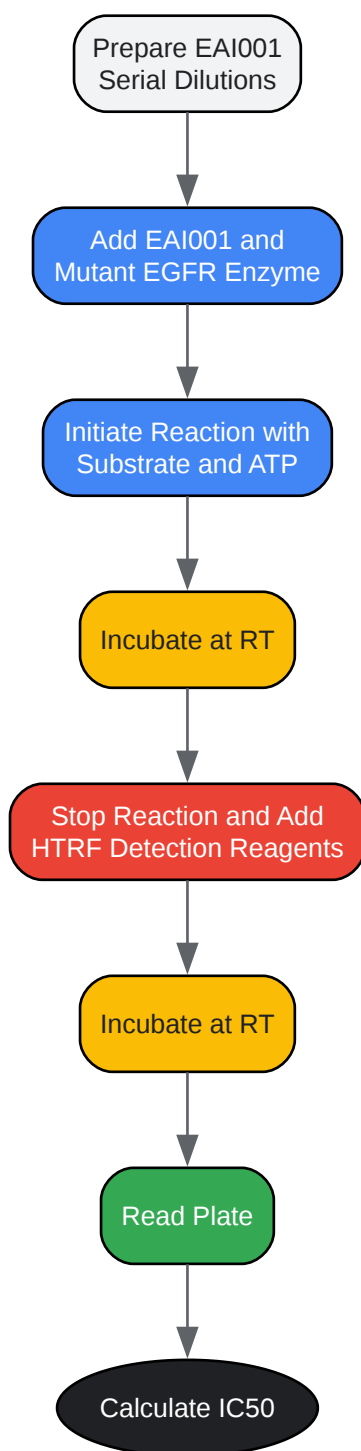 Prepare EAI001
Serial Dilutions
Add EAI001 and
Mutant EGFR Enzyme
Initiate Reaction with
Substrate and ATP
Incubate at RT
Stop Reaction and Add
HTRF Detection Reagents
Incubate at RT
Read Plate
Calculate IC50